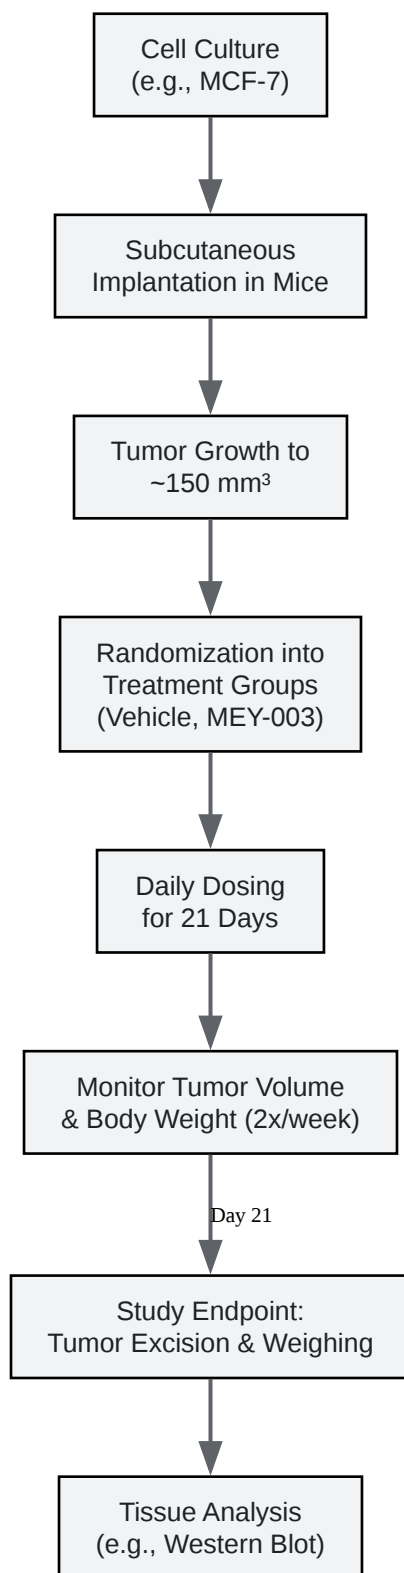 Cell Culture
(e.g., MCF-7)
Subcutaneous
Implantation in Mice
Tumor Growth to
~150 mm³
Randomization into
Treatment Groups
(Vehicle, MEY-003)
Daily Dosing
for 21 Days
Monitor Tumor Volume
& Body Weight (2x/week)
Day 21
Study Endpoint:
Tumor Excision & Weighing
Tissue Analysis
(e.g., Western Blot)